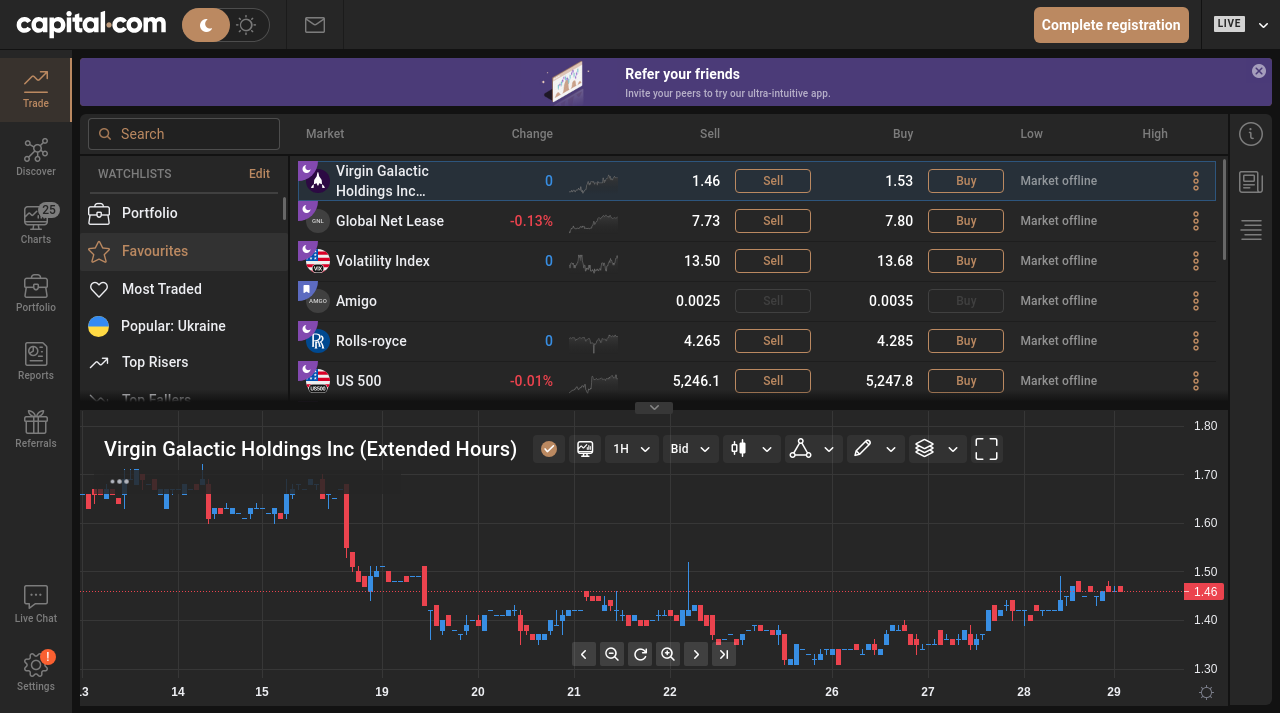 capital.com
Complete registration
LIVE
Refer your friends
Invite your peers to try our ultra-intuitive app.
Trade
Discover
25
Charts
Portfolio
Reports
Referrals
Live Chat
!
Settings
Search
WATCHLISTS
Edit
Portfolio
Favourites
Most Traded
Popular: Ukraine
Top Risers
Top Fallers
Market Change Sell Buy Low High
Virgin Galactic
Holdings Inc... 0 1.46 Sell 1.53 Buy Market offline
GNL Global Net Lease -0.13% 7.73 Sell 7.80 Buy Market offline
VIX Volatility Index 0 13.50 Sell 13.68 Buy Market offline
AMGO Amigo 0.0025 Sell 0.0035 Buy Market offline
Rolls-royce 0 4.265 Sell 4.285 Buy Market offline
US500 US 500 -0.01% 5,246.1 Sell 5,247.8 Buy Market offline
Virgin Galactic Holdings Inc (Extended Hours)
1H
Bid
1.80
1.70
1.60
1.50
1.46
1.40
1.30
13 14 15 19 20 21 22 26 27 28 29